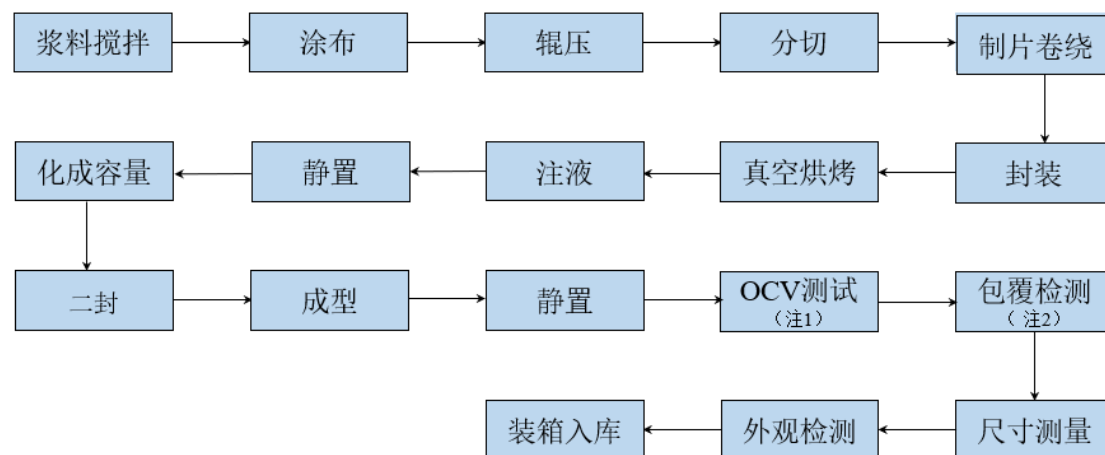 浆料搅拌
涂布
辊压
分切
制片卷绕
封装
真空烘烤
注液
静置
化成容量
二封
成型
静置
OCV测试
（注1）
包覆检测
（ 注2）
尺寸测量
外观检测
装箱入库